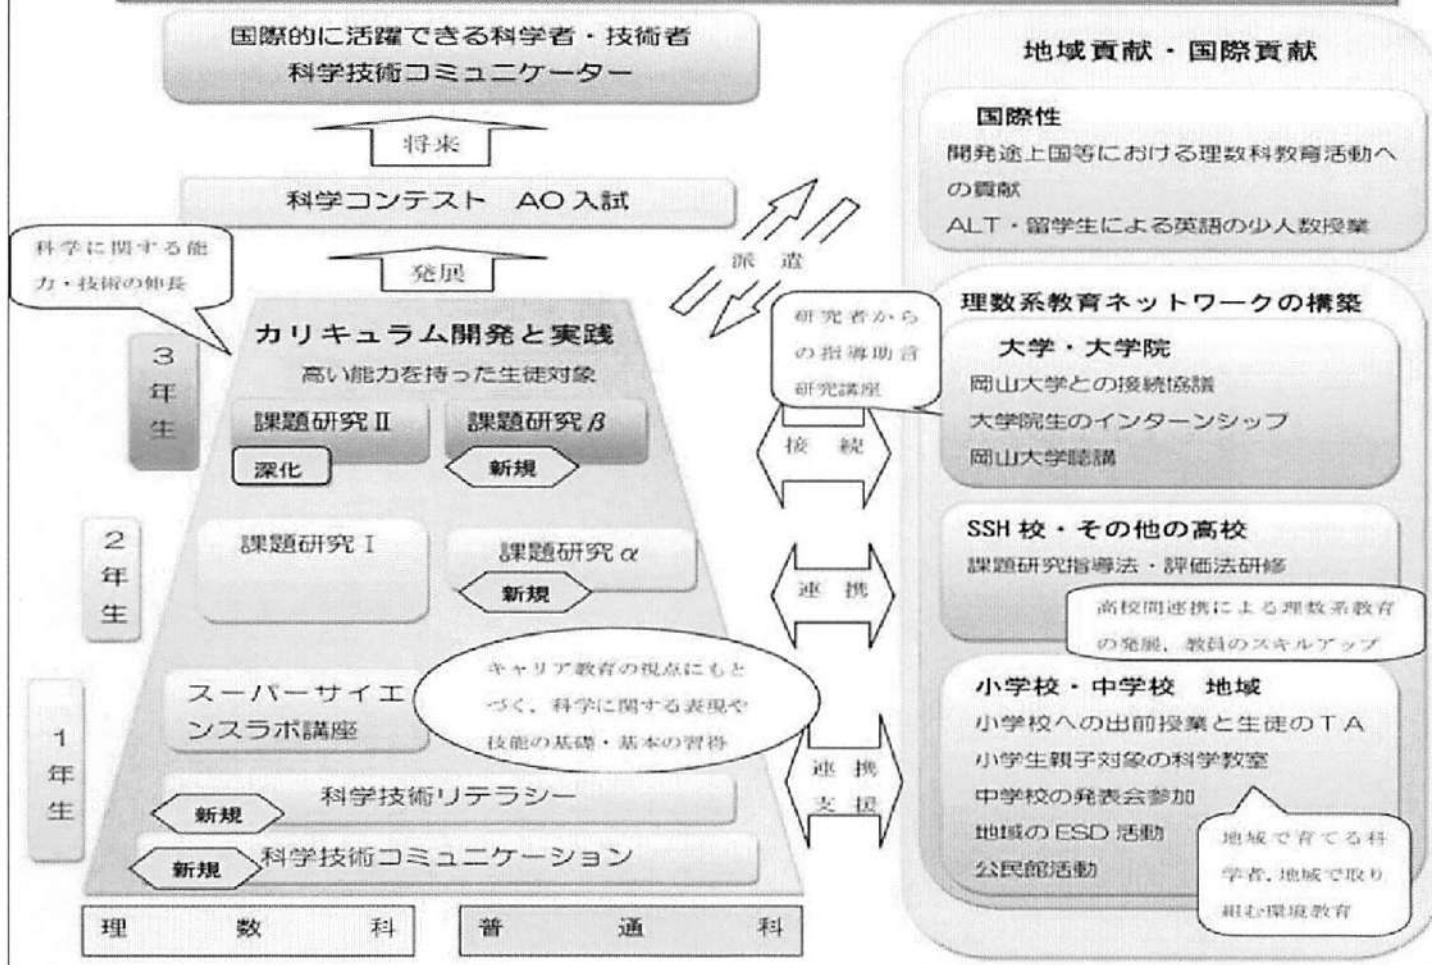 国際的に活躍できる科学者・技術者
科学技術コミュニケーター
将来
科学コンテスト　AO入試
発展
科学に関する能
力・技術の伸長
カリキュラム開発と実践
高い能力を持った生徒対象
3年生
課題研究Ⅱ
深化
課題研究β
新規
2年生
課題研究Ⅰ
課題研究α
新規
1年生
スーパーサイエ
ンスラボ講座
キャリア教育の視点にもと
づく、科学に関する表現や
技能の基礎・基本の習得
科学技術リテラシー
新規
科学技術コミュニケーション
新規
理数科
普通科
派遣
接続
連携
連携
支援
地域貢献・国際貢献
国際性
開発途上国等における理数科教育活動へ
の貢献
ALT・留学生による英語の少人数授業
理数系教育ネットワークの構築
大学・大学院
岡山大学との接続協議
大学院生のインターンシップ
岡山大学聴講
研究者から
の指導助言
研究講座
SSH校・その他の高校
課題研究指導法・評価法研修
高校間連携による理数系教育
の発展、教員のスキルアップ
小学校・中学校　地域
小学校への出前授業と生徒のTA
小学生親子対象の科学教室
中学校の発表会参加
地域のESD活動
公民館活動
地域で育てる科
学者、地域で取り
組む環境教育